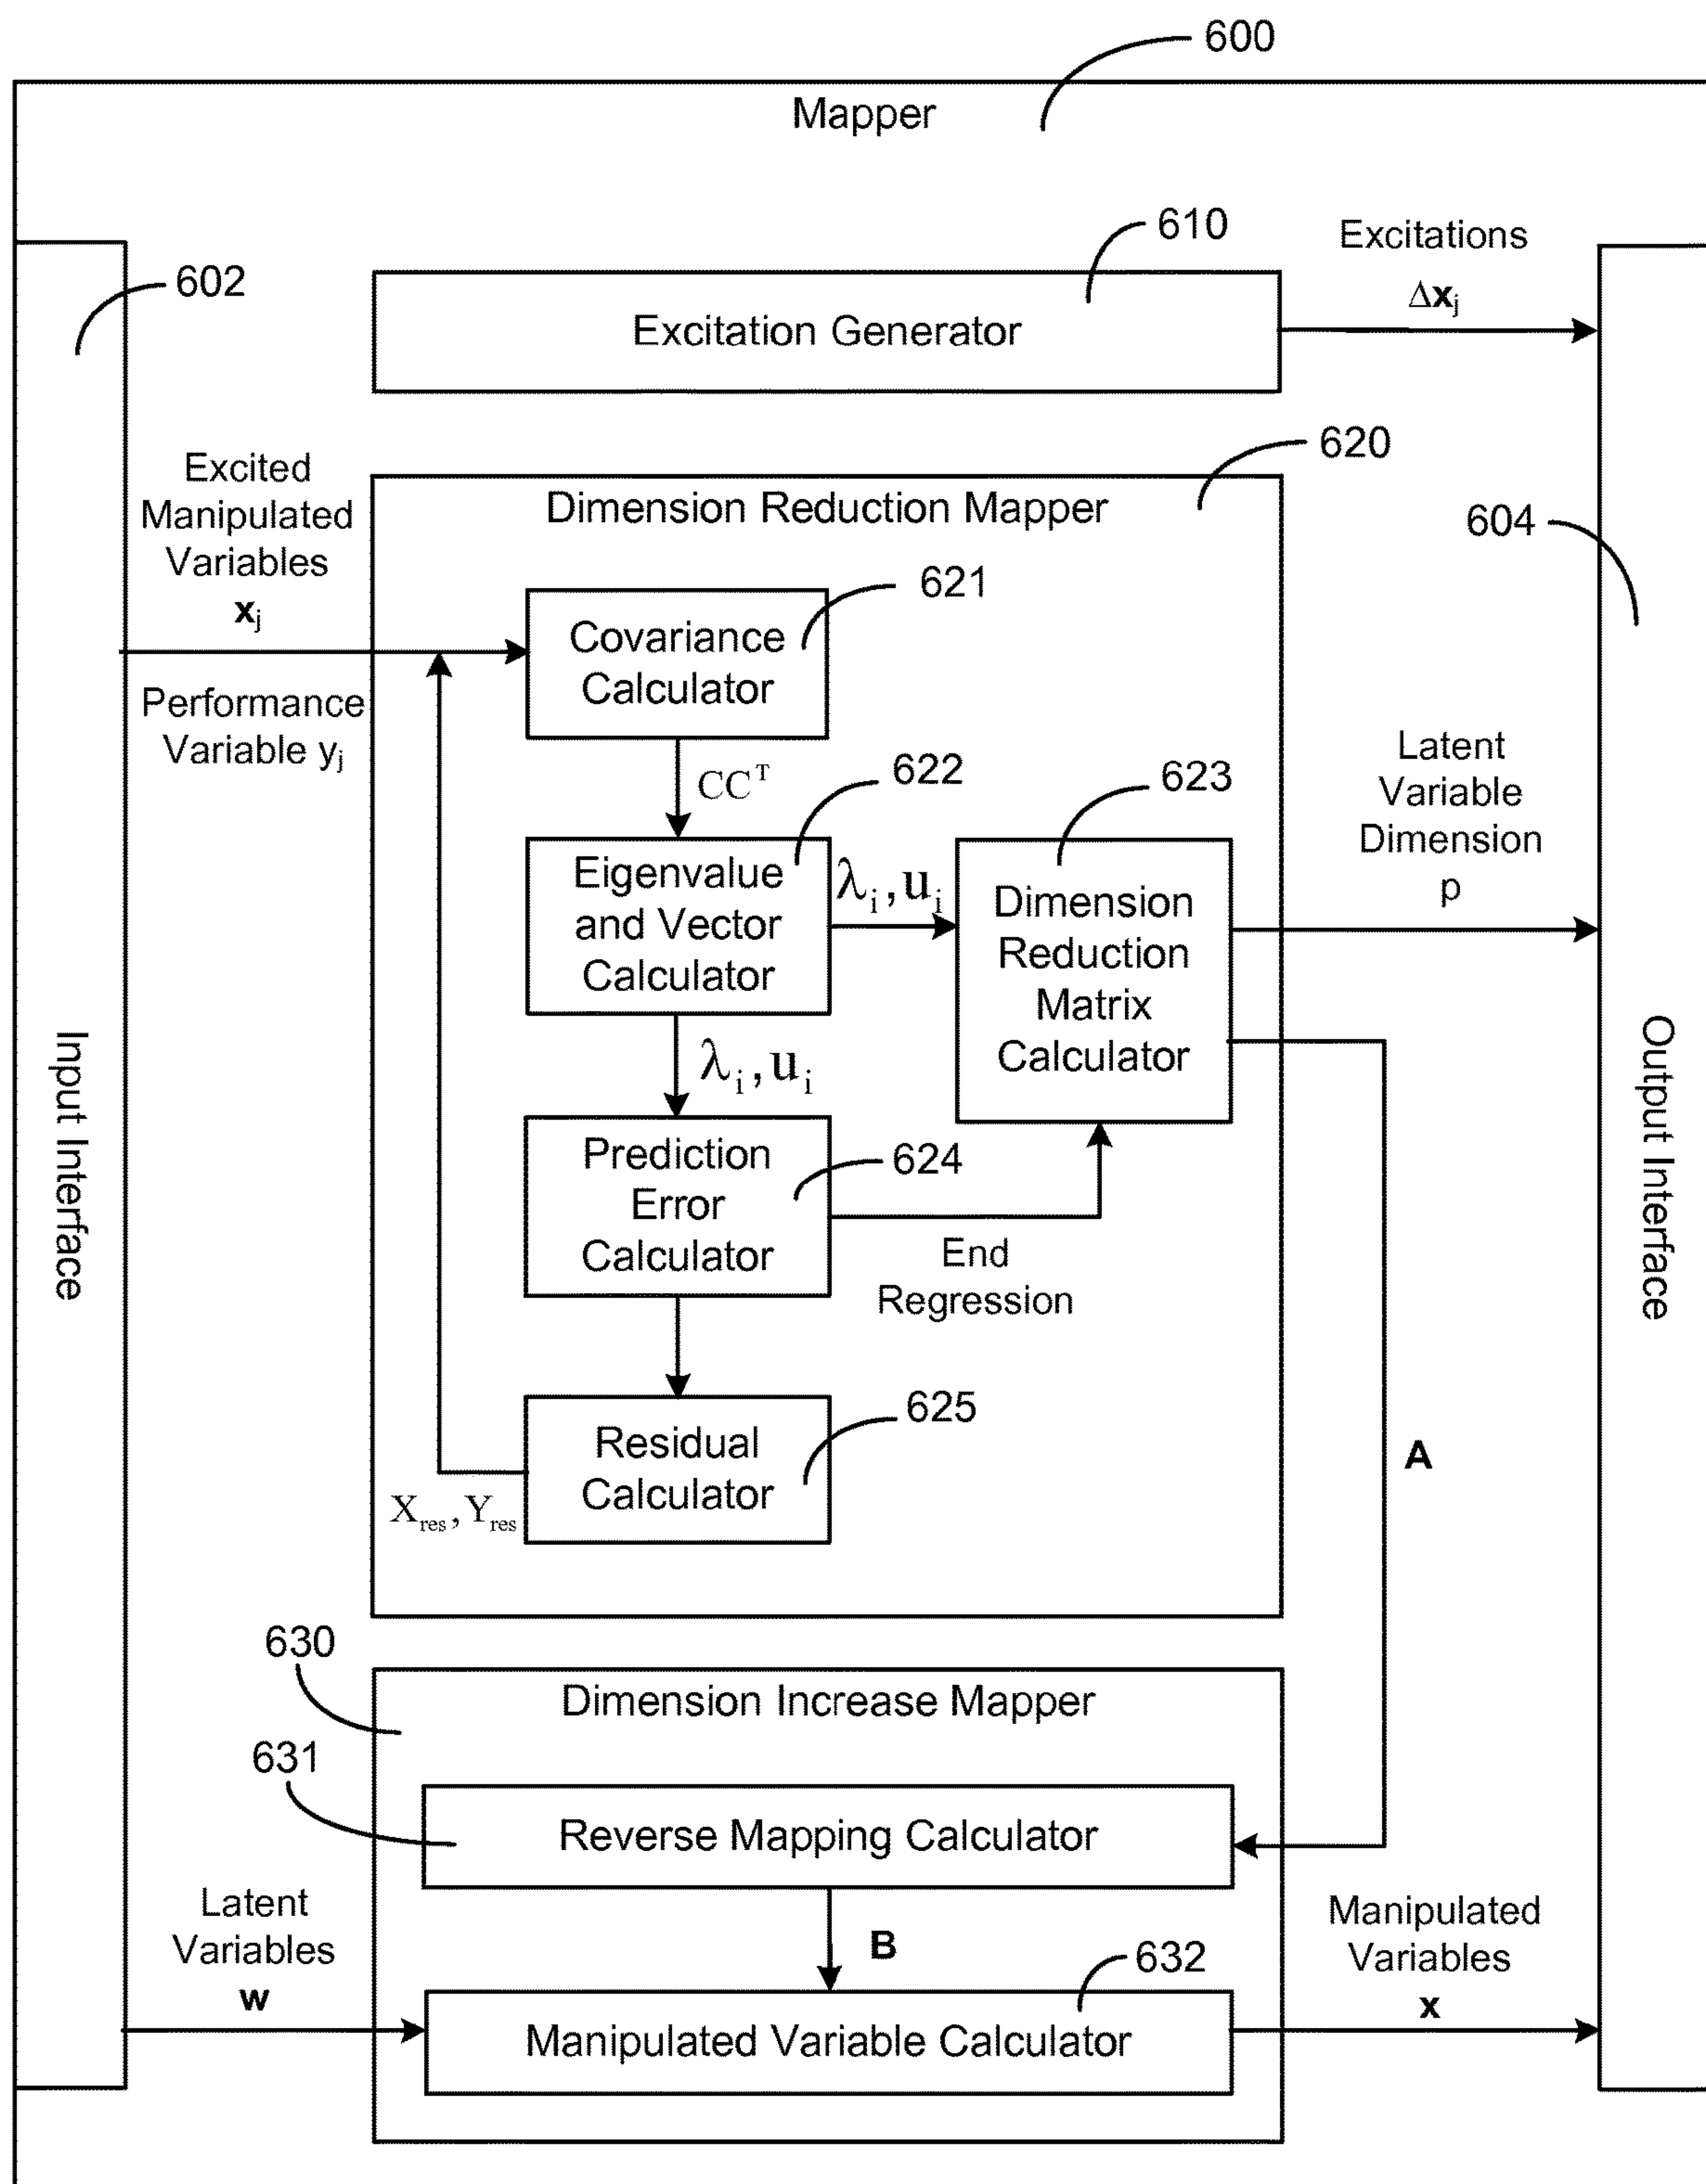 600
Mapper
610
Excitations
Δxj
602
Excitation Generator
620
Excited
Manipulated
Variables
xj
Dimension Reduction Mapper
604
621
Covariance
Calculator
Performance
Variable yj
CCᵀ
622
623
Latent
Variable
Dimension
p
Eigenvalue
and Vector
Calculator
λi, ui
Dimension
Reduction
Matrix
Calculator
Input Interface
Output Interface
λi, ui
Prediction
Error
Calculator
624
End
Regression
625
Residual
Calculator
A
Xres, Yres
630
Dimension Increase Mapper
631
Reverse Mapping Calculator
Latent
Variables
w
B
632
Manipulated
Variables
x
Manipulated Variable Calculator